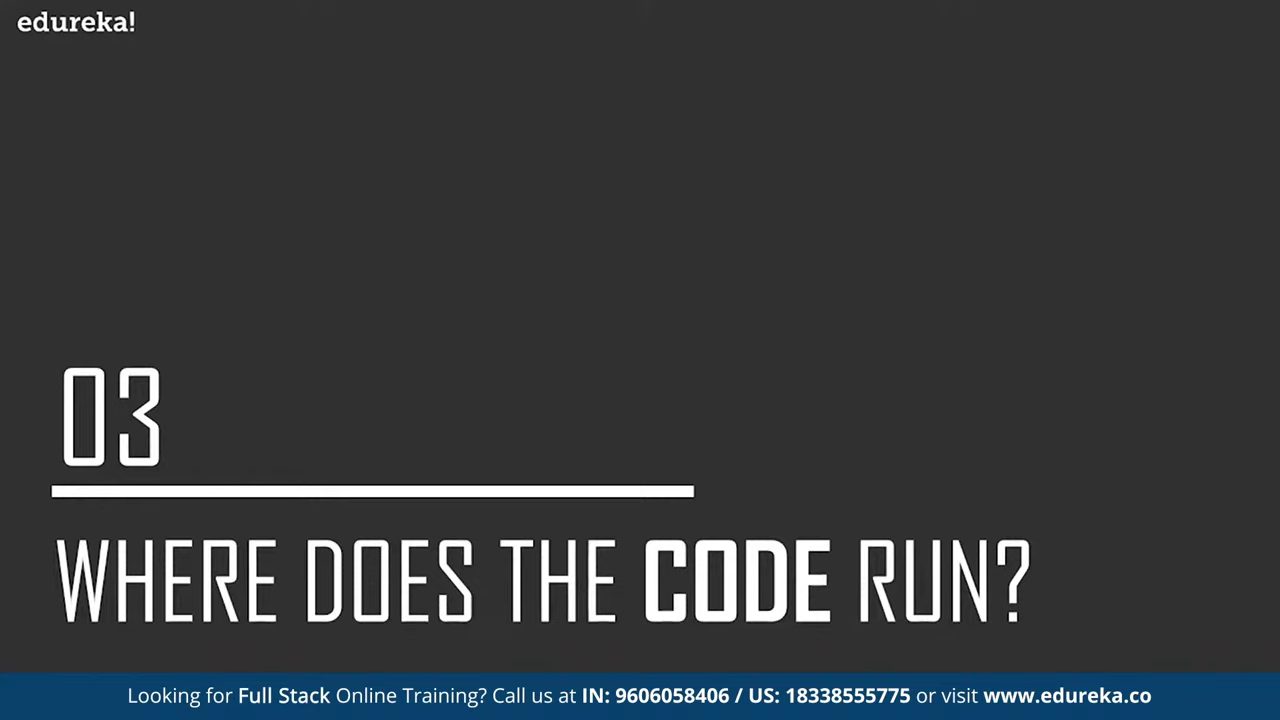 edureka!
03
WHERE DOES THE CODE RUN?
Looking for Full Stack Online Training? Call us at IN: 9606058406 / US: 18338555775 or visit www.edureka.co